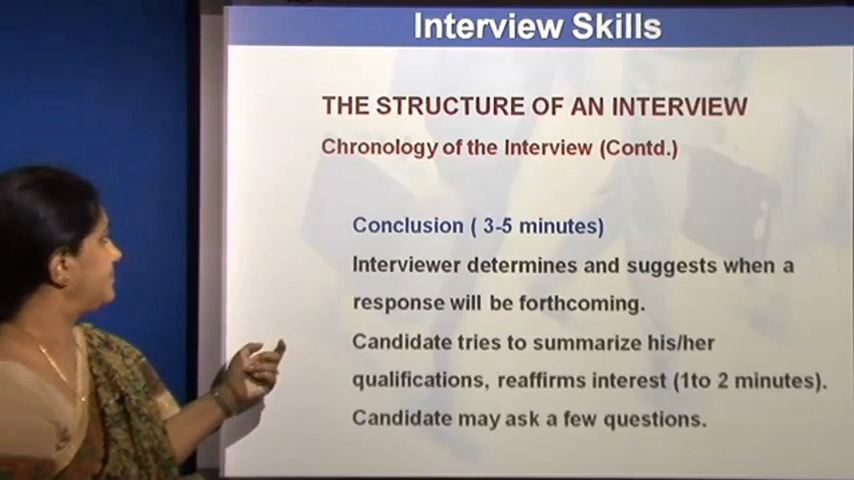 Interview Skills
THE STRUCTURE OF AN INTERVIEW
Chronology of the Interview (Contd.)
Conclusion ( 3-5 minutes)
Interviewer determines and suggests when a
response will be forthcoming.
Candidate tries to summarize his/her
qualifications, reaffirms interest (1to 2 minutes).
Candidate may ask a few questions.